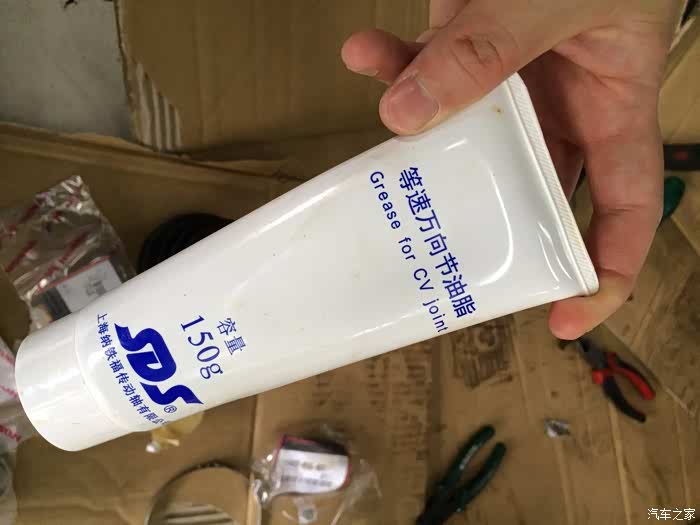 等速万向节油脂
Grease for CV joint
容量
150g
SDS®
上海纳铁福传动轴有限公
汽车之家